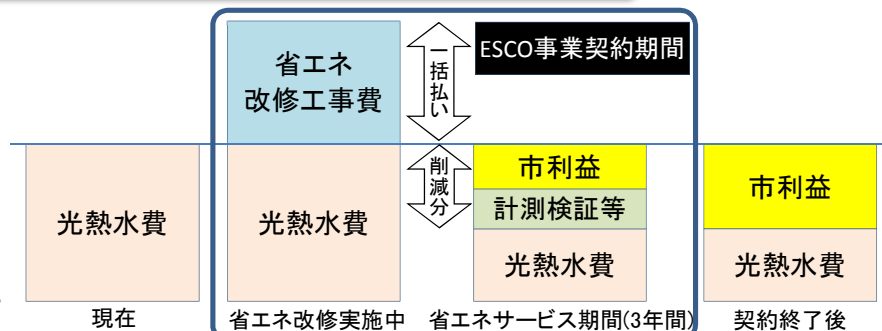 省エネ
改修工事費
一括払い
ESCO事業契約期間
光熱水費
光熱水費
削減分
市利益
計測検証等
光熱水費
市利益
光熱水費
現在
省エネ改修実施中
省エネサービス期間(3年間)
契約終了後